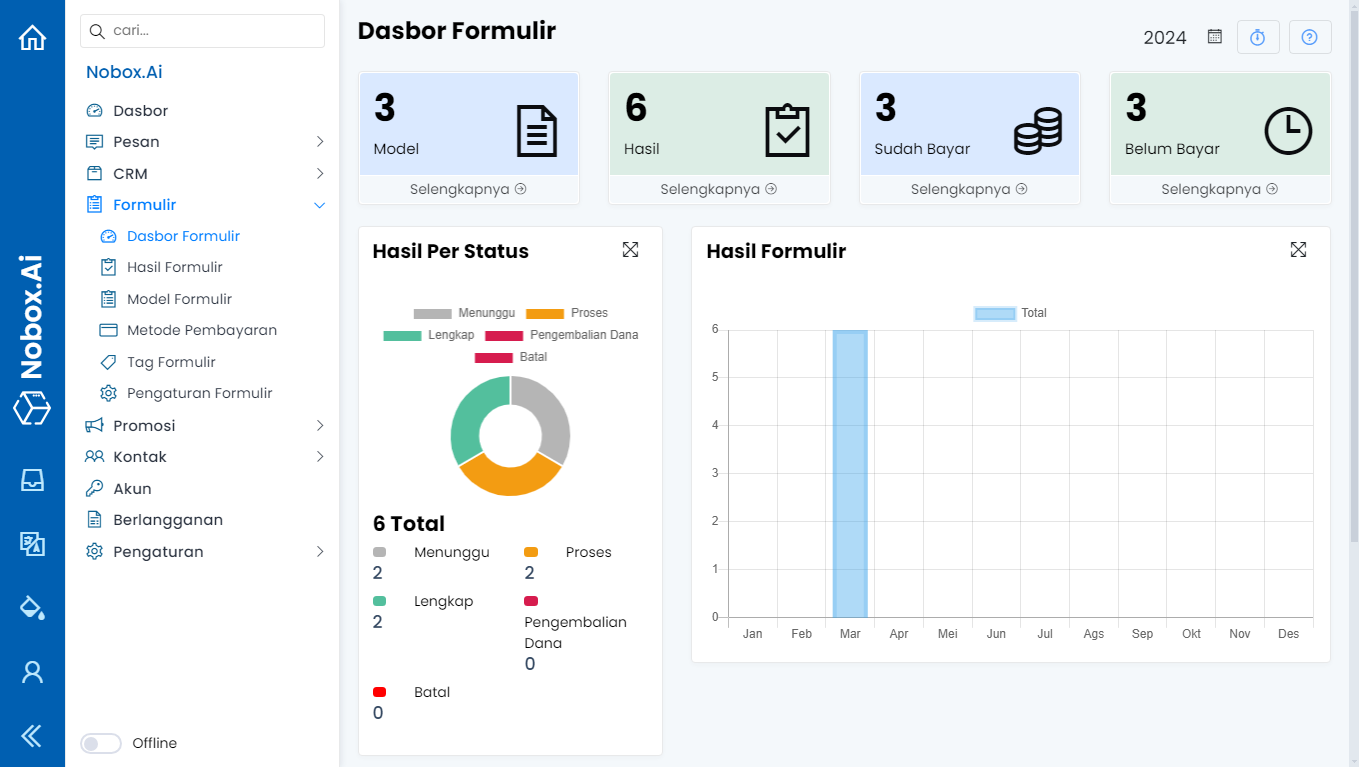 Nobox.Ai
cari...
Nobox.Ai
Dasbor
Pesan
CRM
Formulir
Dasbor Formulir
Hasil Formulir
Model Formulir
Metode Pembayaran
Tag Formulir
Pengaturan Formulir
Promosi
Kontak
Akun
Berlangganan
Pengaturan
Offline
Dasbor Formulir
2024
3
Model
Selengkapnya
6
Hasil
Selengkapnya
3
Sudah Bayar
Selengkapnya
3
Belum Bayar
Selengkapnya
Hasil Per Status
Menunggu Proses
Lengkap Pengembalian Dana
Batal
6 Total
Menunggu
2
Proses
2
Lengkap
2
Pengembalian
Dana
0
Batal
0
Hasil Formulir
Total
6
5
4
3
2
1
0
Jan Feb Mar Apr Mei Jun Jul Ags Sep Okt Nov Des